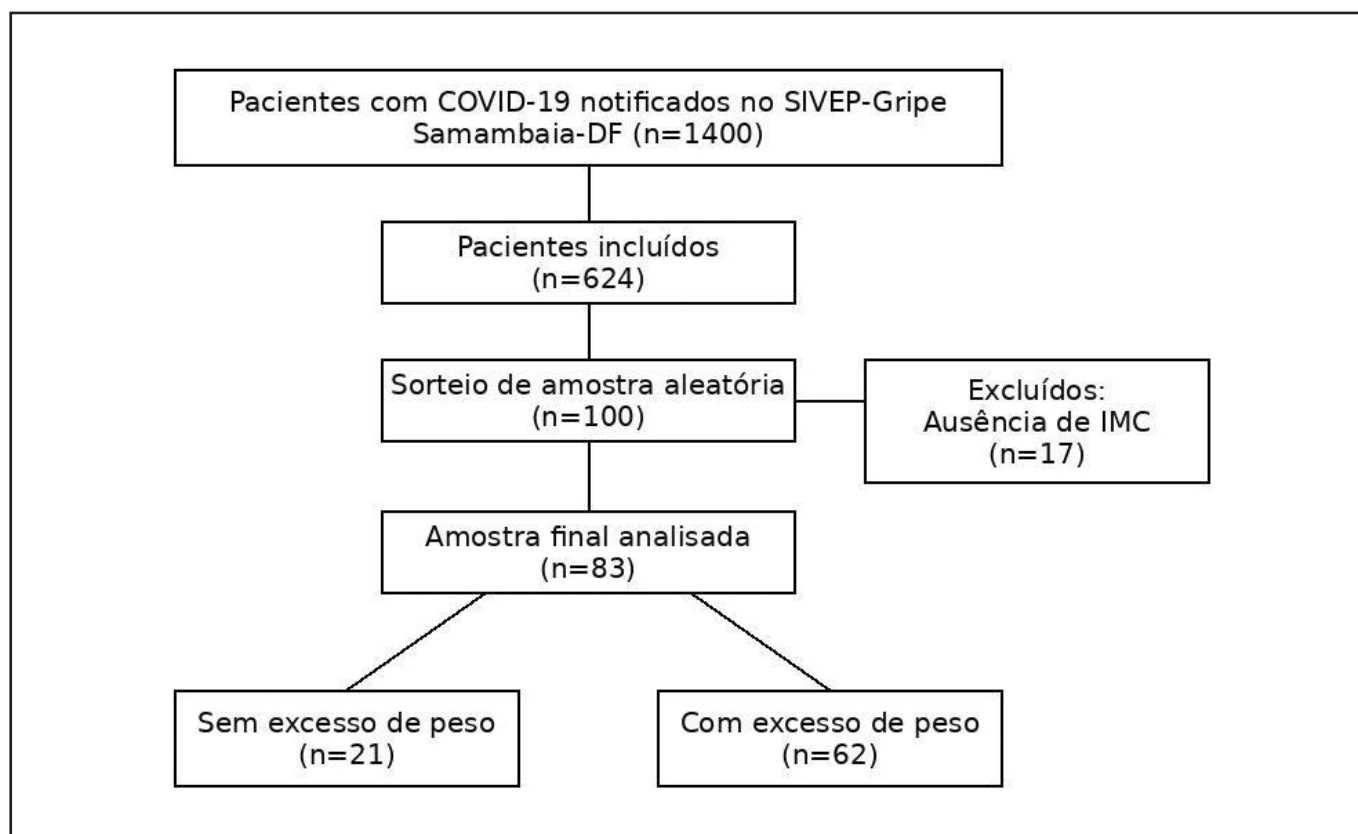 Pacientes com COVID-19 notificados no SIVEP-Gripe
Samambaia-DF (n=1400)
Pacientes incluídos
(n=624)
Sorteio de amostra aleatória
(n=100)
Excluídos:
Ausência de IMC
(n=17)
Amostra final analisada
(n=83)
Sem excesso de peso
(n=21)
Com excesso de peso
(n=62)